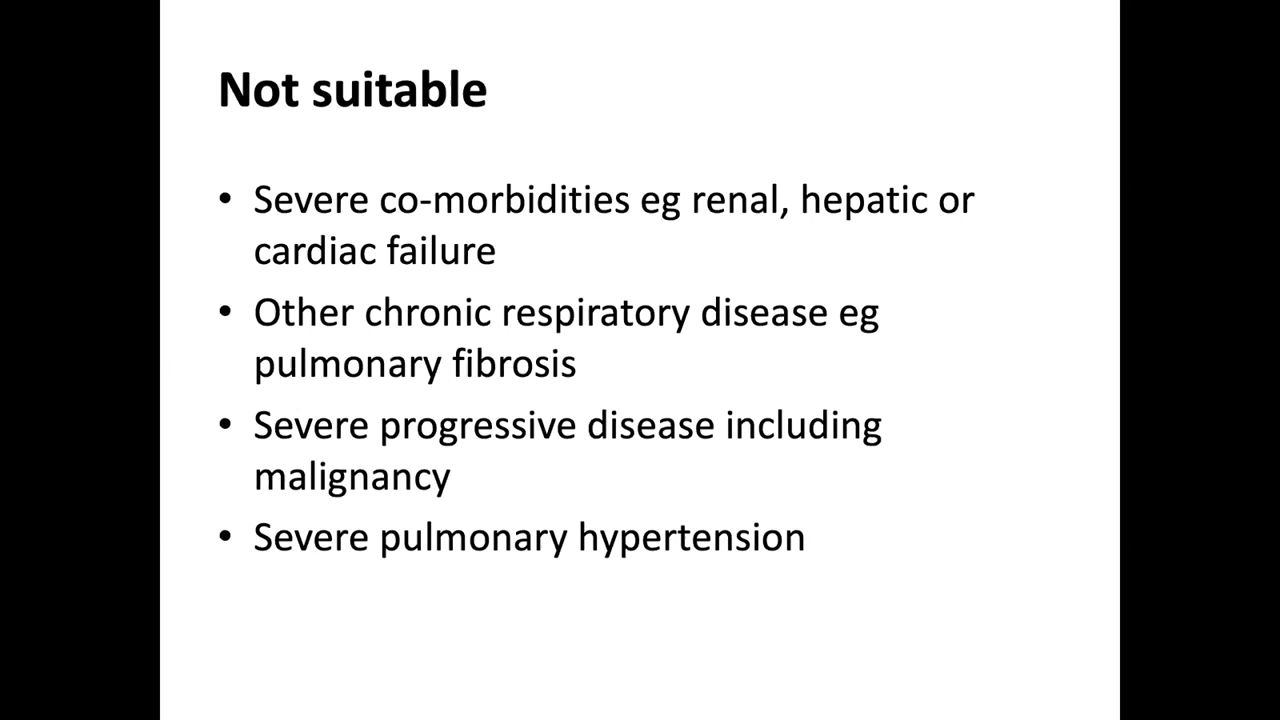 Not suitable
• Severe co-morbidities eg renal, hepatic or
cardiac failure
• Other chronic respiratory disease eg
pulmonary fibrosis
• Severe progressive disease including
malignancy
• Severe pulmonary hypertension